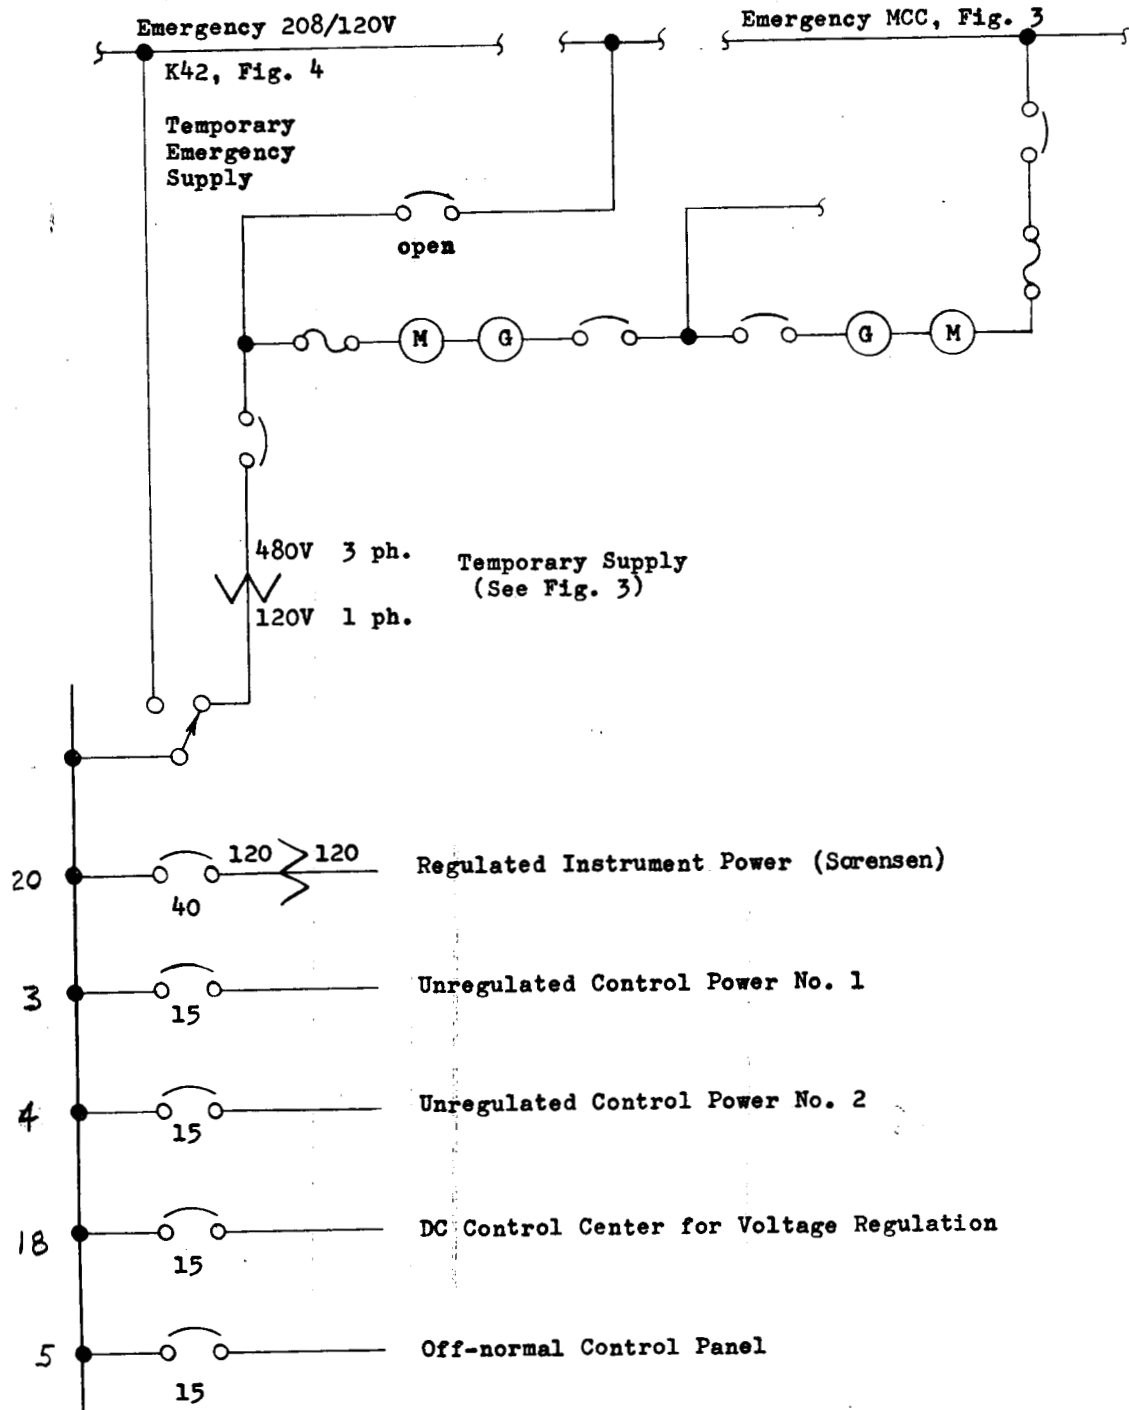 Emergency 208/120V
Emergency MCC, Fig. 3
K42, Fig. 4
Temporary
Emergency
Supply
open
M
G
G
M
480V 3 ph.
Temporary Supply
(See Fig. 3)
120V 1 ph.
20
120
120
Regulated Instrument Power (Sorensen)
40
3
Unregulated Control Power No. 1
15
4
Unregulated Control Power No. 2
15
18
DC Control Center for Voltage Regulation
15
5
Off-normal Control Panel
15